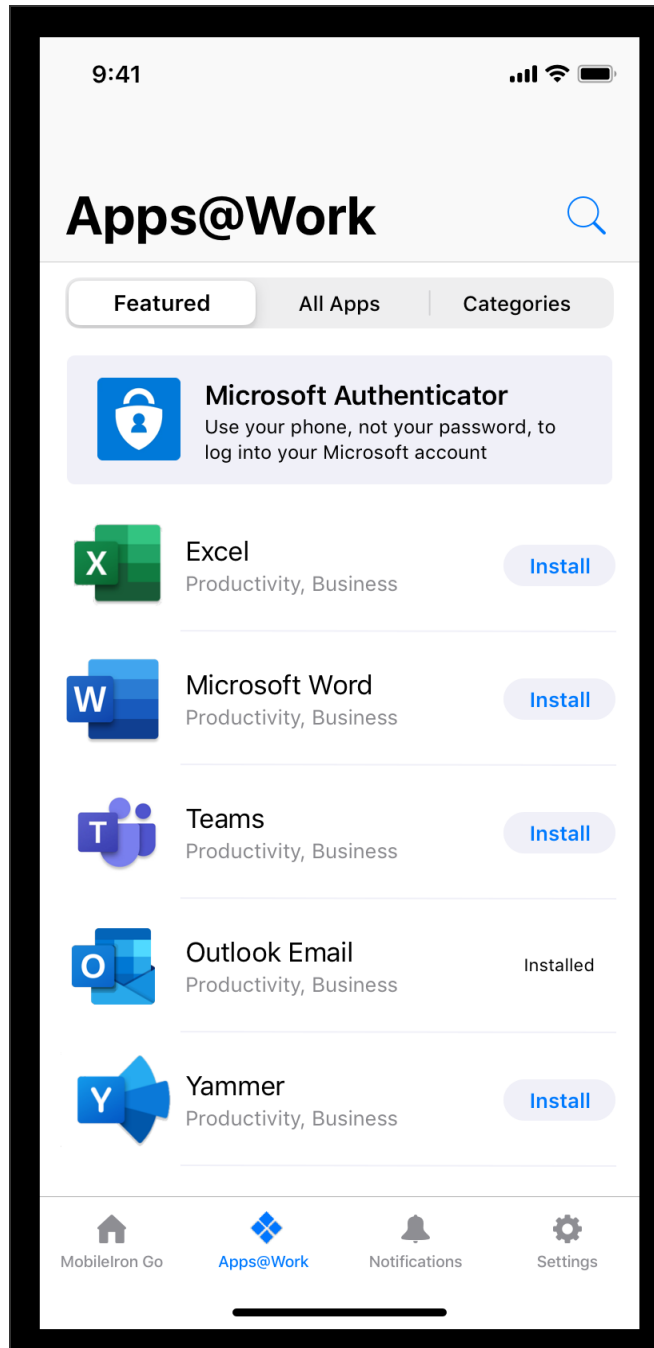 9:41
Apps@Work
Featured All Apps Categories
Microsoft Authenticator
Use your phone, not your password, to
log into your Microsoft account
X
Excel
Productivity, Business
Install
W
Microsoft Word
Productivity, Business
Install
T
Teams
Productivity, Business
Install
O
Outlook Email
Productivity, Business
Installed
Y
Yammer
Productivity, Business
Install
MobileIron Go Apps@Work Notifications Settings